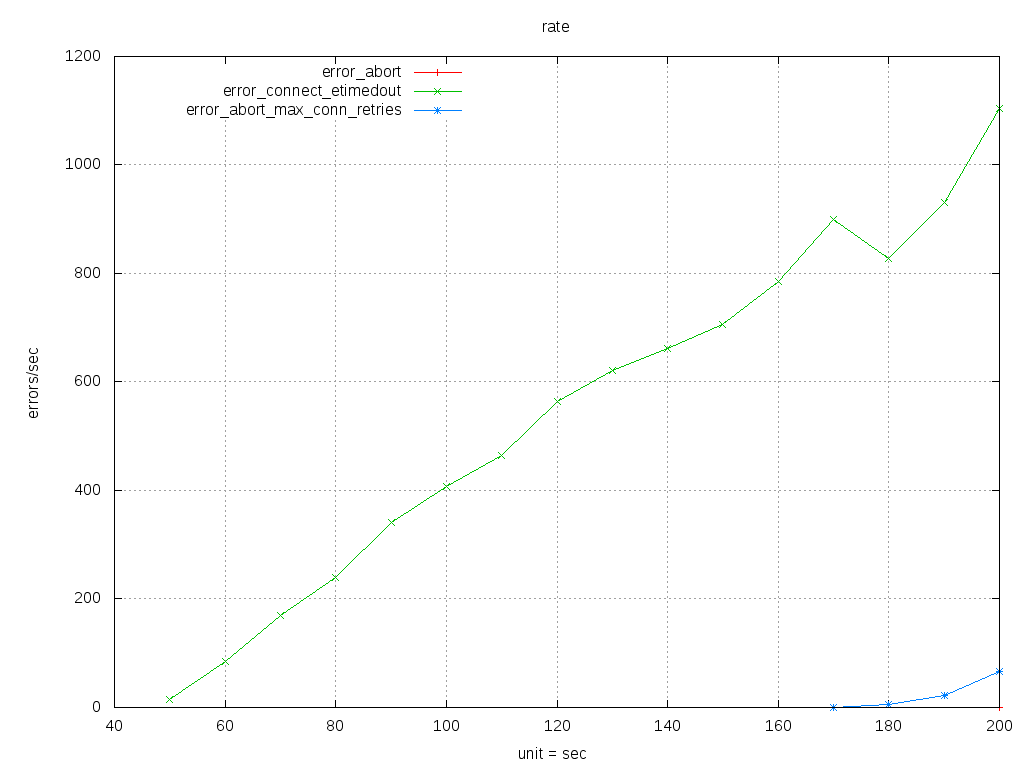 rate
1200
1000
800
600
400
200
0
errors/sec
error_abort
error_connect_etimedout
error_abort_max_conn_retries
40 60 80 100 120 140 160 180 200
unit = sec